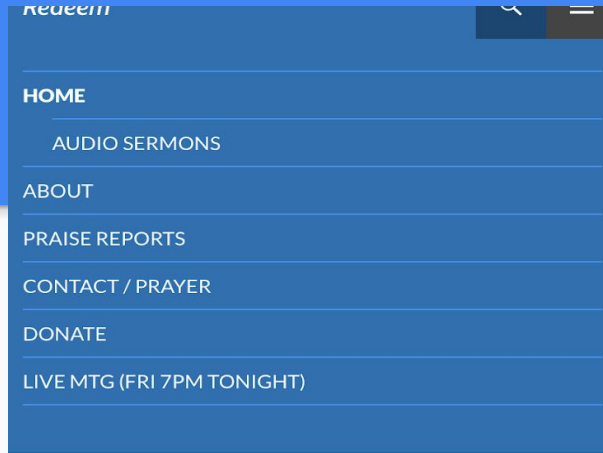 Redeem
HOME
AUDIO SERMONS
ABOUT
PRAISE REPORTS
CONTACT / PRAYER
DONATE
LIVE MTG (FRI 7PM TONIGHT)